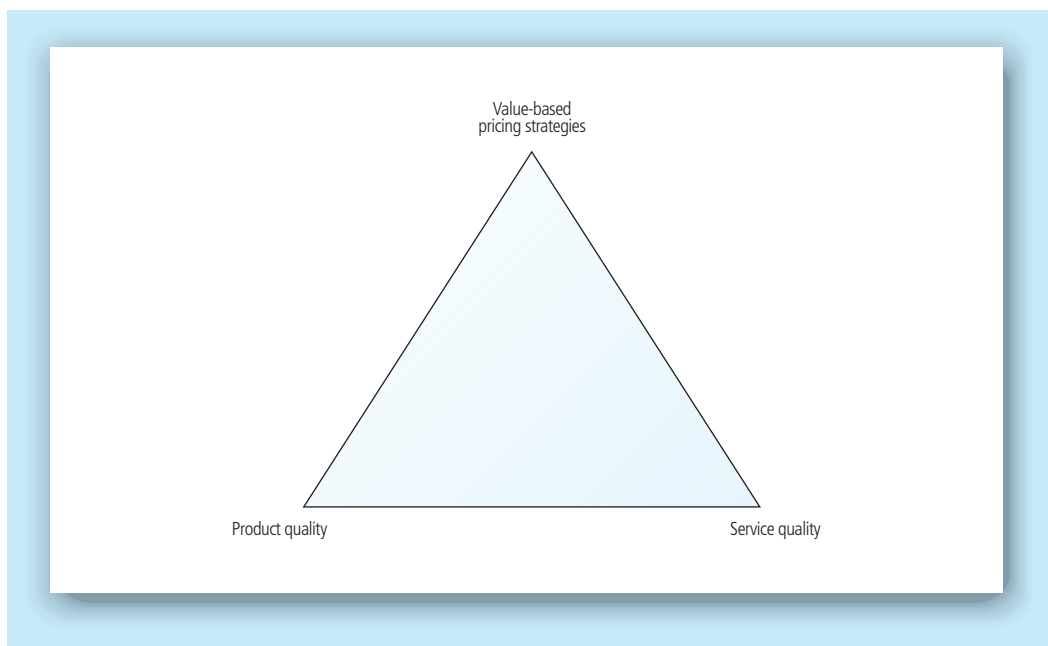 Value-based
pricing strategies
Product quality
Service quality